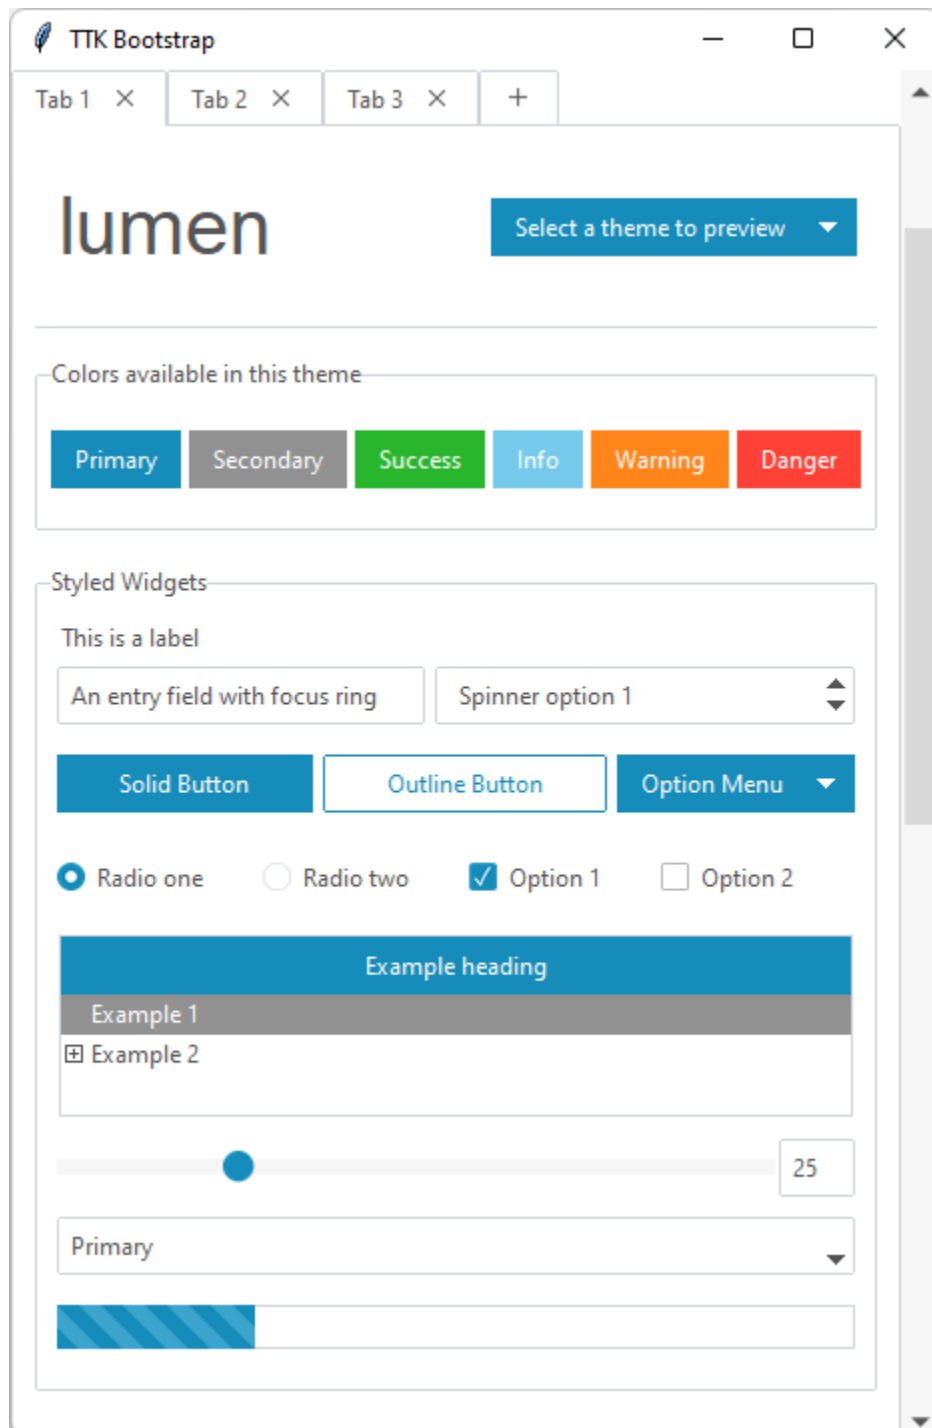 TTK Bootstrap
Tab 1 Tab 2 Tab 3 +
lumen
Select a theme to preview
Colors available in this theme
Primary Secondary Success Info Warning Danger
Styled Widgets
This is a label
An entry field with focus ring Spinner option 1
Solid Button Outline Button Option Menu
Radio one Radio two Option 1 Option 2
Example heading
Example 1
Example 2
25
Primary